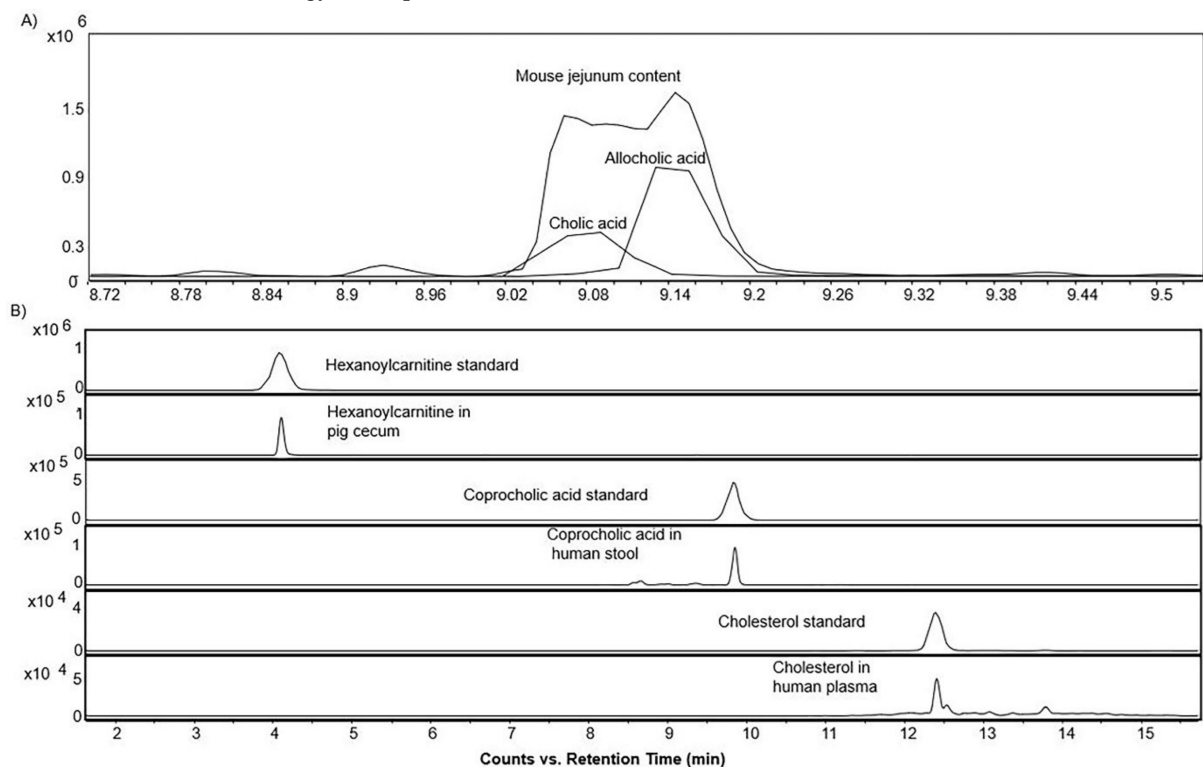 A)
x10 6
Mouse jejunum content
1.5
Allocholic acid
0.9
Cholic acid
0.3
0
8.72 8.78 8.84 8.9 8.96 9.02 9.08 9.14 9.2 9.26 9.32 9.38 9.44 9.5
B)
x10 6
1
Hexanoylcarnitine standard
0
x10 5
1
Hexanoylcarnitine in
pig cecum
0
x10 5
5
Coprocholic acid standard
0
x10 5
1
Coprocholic acid in
human stool
0
x10 4
4
Cholesterol standard
0
x10 4
5
Cholesterol in
human plasma
0
2 3 4 5 6 7 8 9 10 11 12 13 14 15
Counts vs. Retention Time (min)